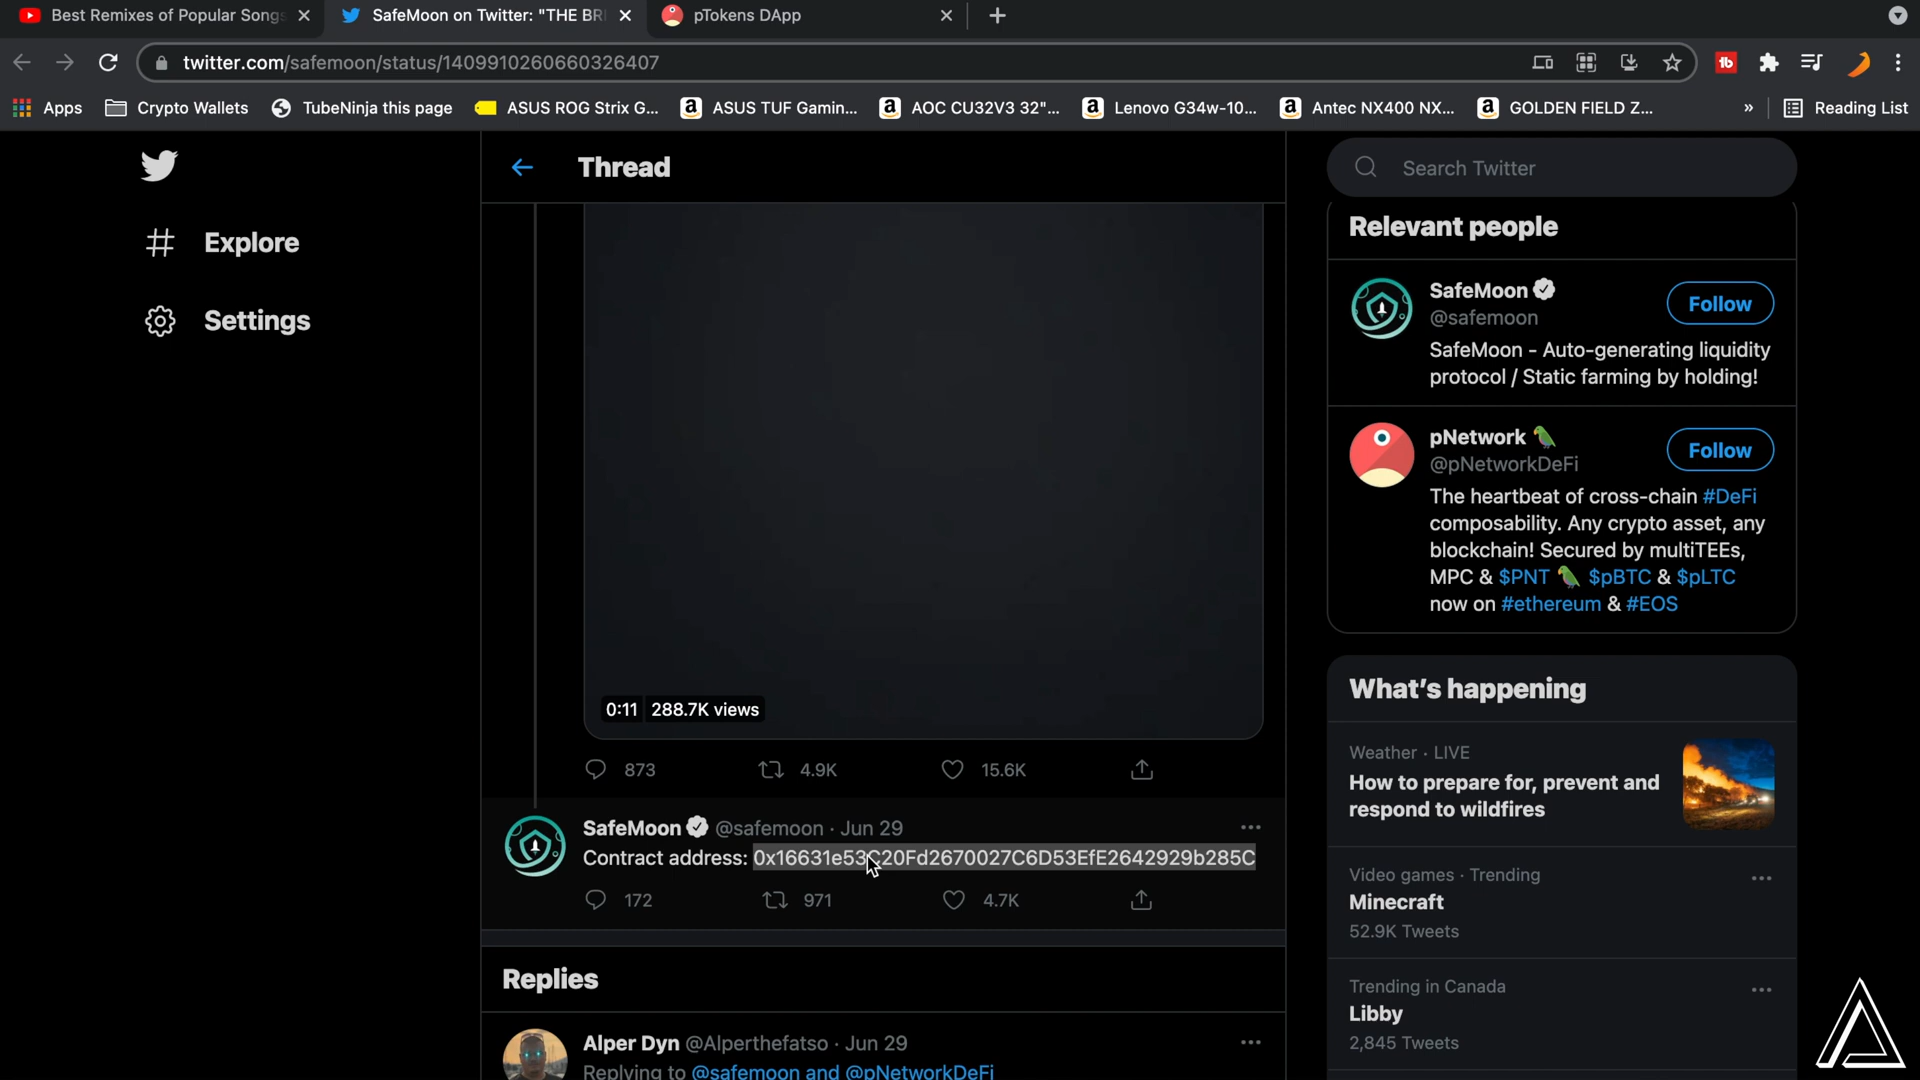 Best Remixes of Popular Songs
SafeMoon on Twitter: "THE BRI
pTokens DApp
twitter.com/safemoon/status/1409910260660326407
Apps
Crypto Wallets
TubeNinja this page
ASUS ROG Strix G...
ASUS TUF Gamin...
AOC CU32V3 32"...
Lenovo G34w-10...
Antec NX400 NX...
GOLDEN FIELD Z...
»
Reading List
Explore
Settings
Thread
0:11 288.7K views
873 4.9K 15.6K
SafeMoon @safemoon · Jun 29
Contract address: 0x16631e53C20Fd2670027C6D53EfE2642929b285C
172 971 4.7K
Replies
Alper Dyn @Alperthefatso · Jun 29
Replying to @safemoon and @pNetworkDeFi
Search Twitter
Relevant people
SafeMoon
@safemoon
Follow
SafeMoon - Auto-generating liquidity
protocol / Static farming by holding!
pNetwork 🦜
@pNetworkDeFi
Follow
The heartbeat of cross-chain #DeFi
composability. Any crypto asset, any
blockchain! Secured by multiTEEs,
MPC & $PNT 🦜 $pBTC & $pLTC
now on #ethereum & #EOS
What's happening
Weather · LIVE
How to prepare for, prevent and
respond to wildfires
Video games · Trending
Minecraft
52.9K Tweets
Trending in Canada
Libby
2,845 Tweets